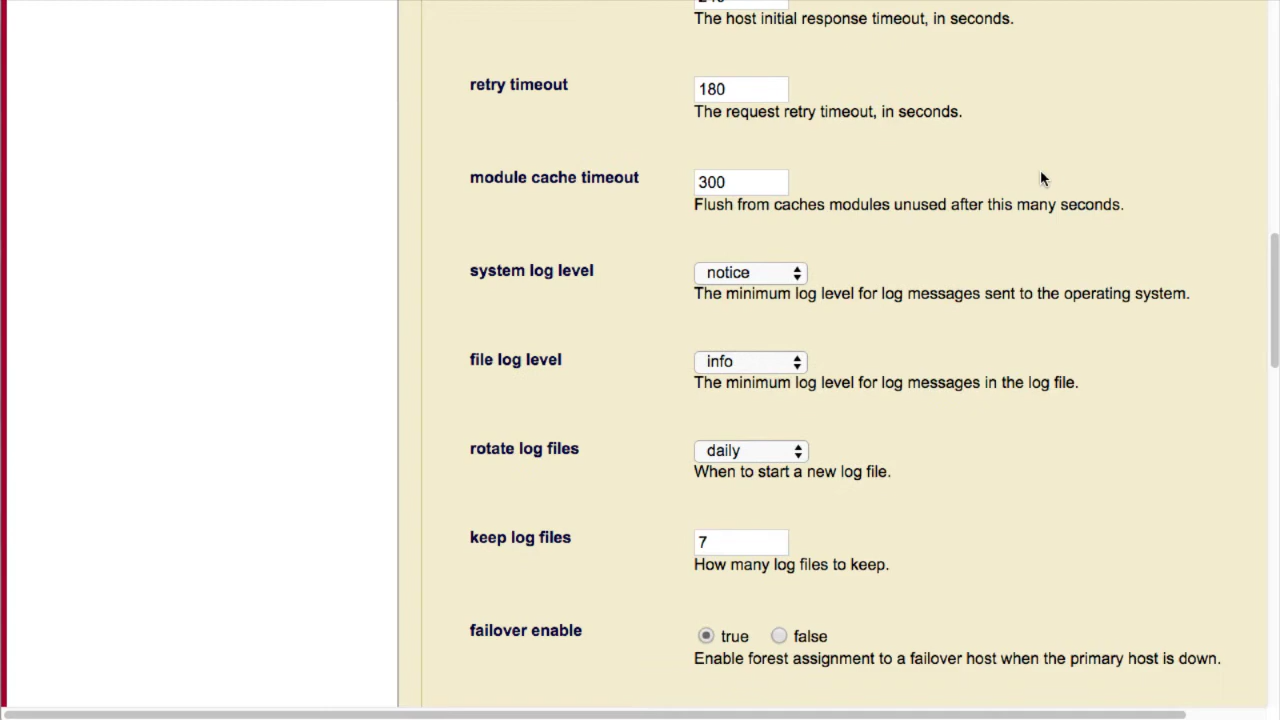 The host initial response timeout, in seconds.
retry timeout
180
The request retry timeout, in seconds.
module cache timeout
300
Flush from caches modules unused after this many seconds.
system log level
notice
The minimum log level for log messages sent to the operating system.
file log level
info
The minimum log level for log messages in the log file.
rotate log files
daily
When to start a new log file.
keep log files
7
How many log files to keep.
failover enable
true false
Enable forest assignment to a failover host when the primary host is down.